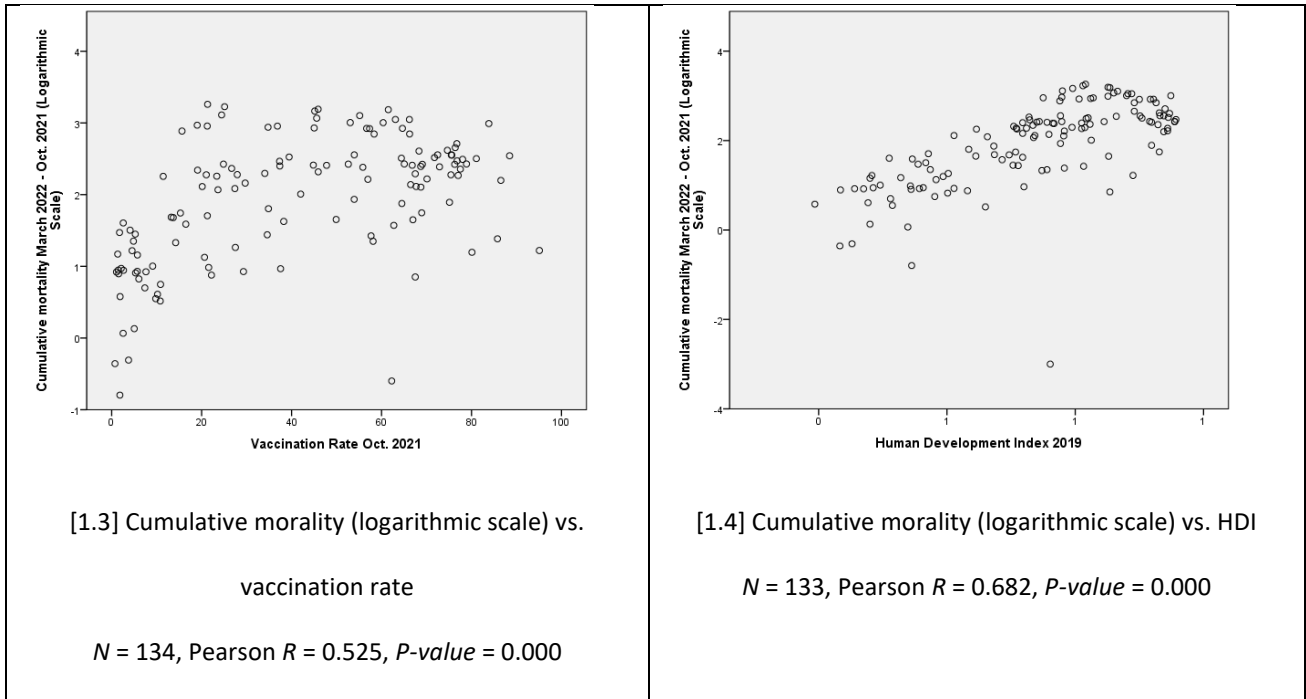 Cumulative mortality March 2022 - Oct. 2021 (Logarithmic
Scale)
4
3
2
1
0
-1
0
20
40
60
80
100
Vaccination Rate Oct. 2021
[1.3] Cumulative morality (logarithmic scale) vs.
vaccination rate
N = 134, Pearson R = 0.525, P-value = 0.000
Cumulative mortality March 2022 - Oct. 2021 (Logarithmic
Scale)
4
2
0
-2
-4
0
1
1
1
Human Development Index 2019
[1.4] Cumulative morality (logarithmic scale) vs. HDI
N = 133, Pearson R = 0.682, P-value = 0.000